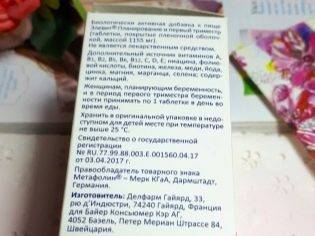 Биологически активная добавка к пище
Элевит® Планирование и первый триместр
(таблетки, покрытые пленочной оболоч-
кой, массой 1155 мг).
Не является лекарственным средством.
Дополнительный источник витаминов A,
B1, B2, B5, B6, B12, C, D, E; ниацина, фолие-
вой кислоты, биотина, железа, меди, йода,
цинка, магния, марганца, селена; содер-
жит кальций.
Женщинам, планирующим беременность,
и в период первого триместра беремен-
ности принимать по 1 таблетке в день во
время еды.
Хранить в оригинальной упаковке в недо-
ступном для детей месте при температуре
не выше 25 °С.
Свидетельство о государственной
регистрации
№ RU.77.99.88.003.E.001560.04.17
от 03.04.2017 г.
Правообладатель товарного знака
Метафолин® – Мерк КГаА, Дармштадт,
Германия.
Изготовитель: Делфарм Гайярд, 33,
рю д'Индюстри, 74240 Гайярд, Франция
для Байер Консьюмер Кэр АГ,
4052 Базель, Петер Мериан Штрассе 84,
Швейцария.